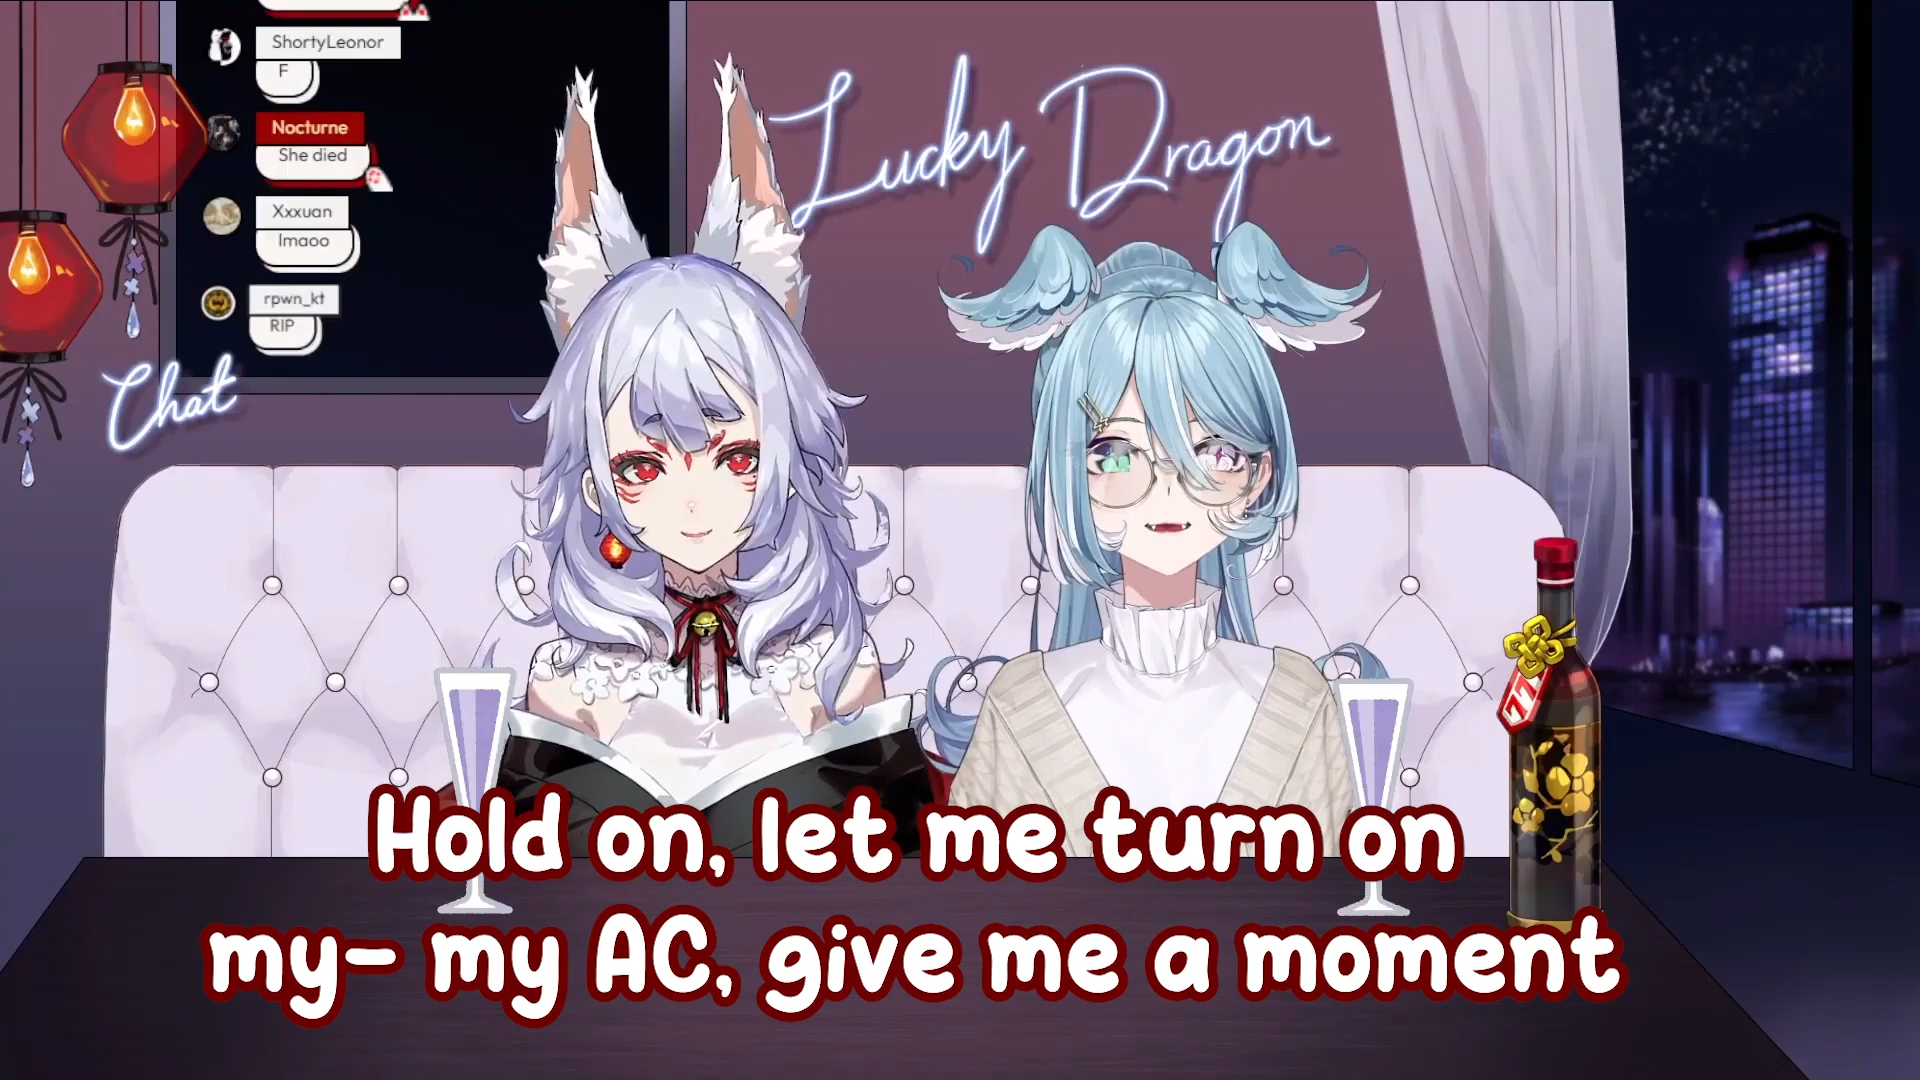 ShortyLeonor
F
Nocturne
She died
Xxxuan
lmaoo
rpwn_kt
RIP
Chat
Lucky Dragon
Hold on, let me turn on
my- my AC, give me a moment